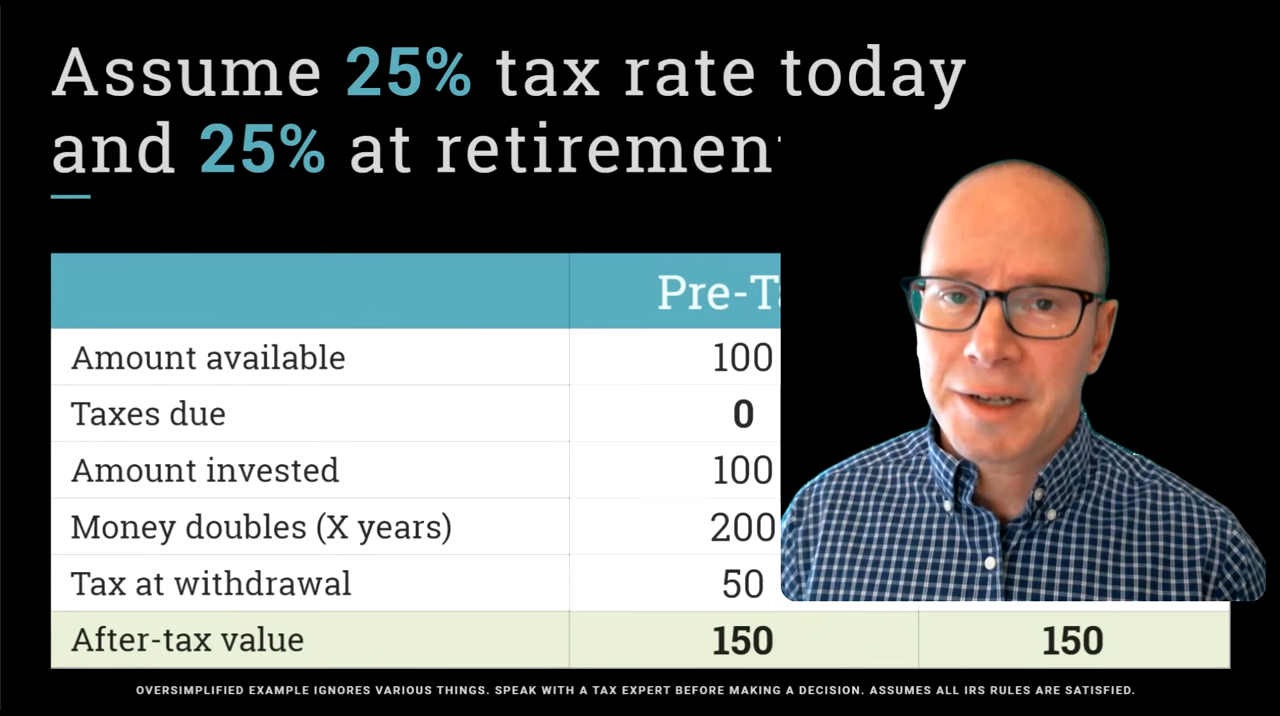 Assume 25% tax rate today
and 25% at
Amount available 100
Taxes due 0
Amount invested 100
Money doubles (X years) 200
Tax at withdrawal 50
After-tax value 150 150
OVERSIMPLIFIED EXAMPLE IGNORES VARIOUS THINGS. SPEAK WITH A TAX EXPERT BEFORE MAKING A DECISION. ASSUMES ALL IRS RULES ARE SATISFIED.